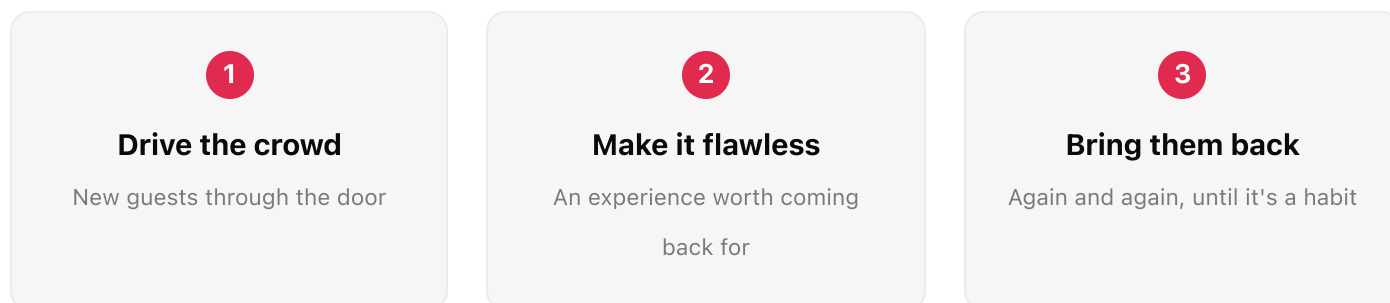 1
Drive the crowd
New guests through the door
2
Make it flawless
An experience worth coming
back for
3
Bring them back
Again and again, until it's a habit